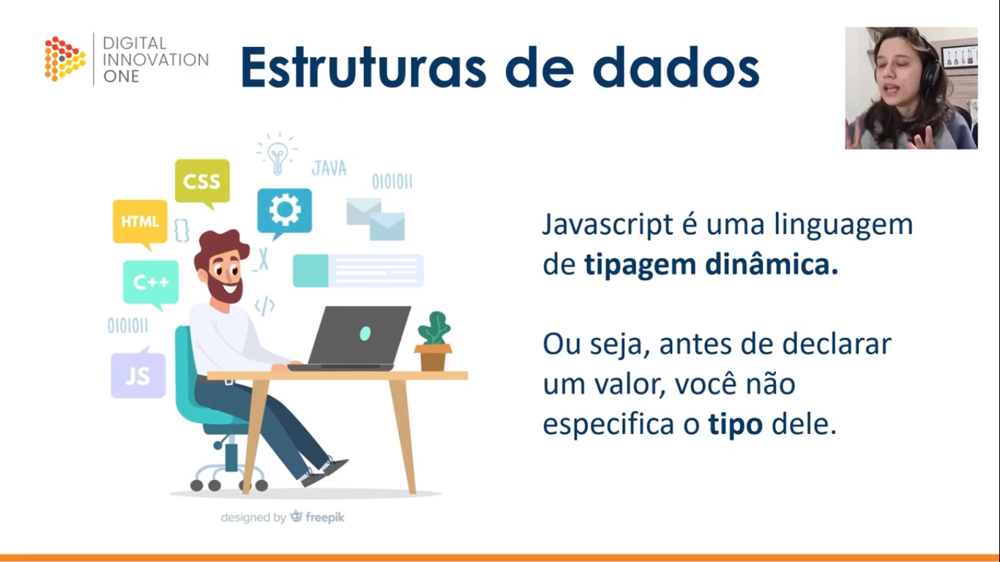 DIGITAL
INNOVATION
ONE
Estruturas de dados
JAVA
0101011
CSS
HTML
{}
_X
C++
</>
0101011
JS
Javascript é uma linguagem
de tipagem dinâmica.
Ou seja, antes de declarar
um valor, você não
especifica o tipo dele.
designed by freepik